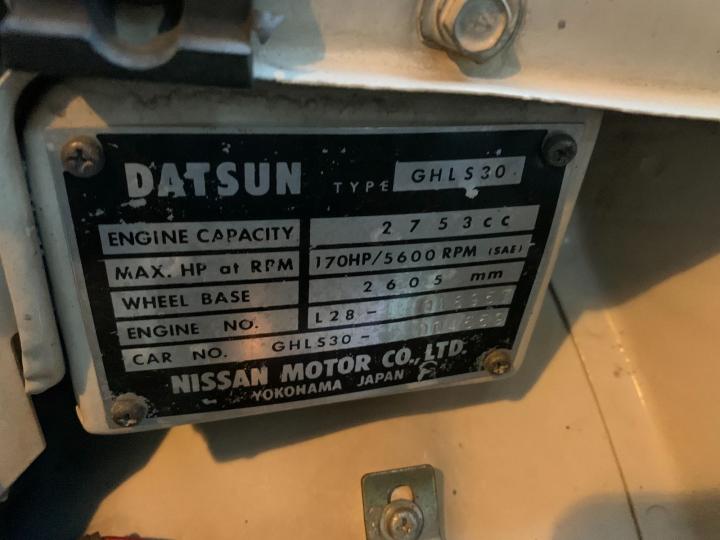 DATSUN TYPE GHLS30
ENGINE CAPACITY 2753cc
MAX. HP at RPM 170HP/5600 RPM (SAE)
WHEEL BASE 2605 mm
ENGINE NO. L28-
CAR NO. GHLS30-
NISSAN MOTOR CO., LTD.
YOKOHAMA JAPAN